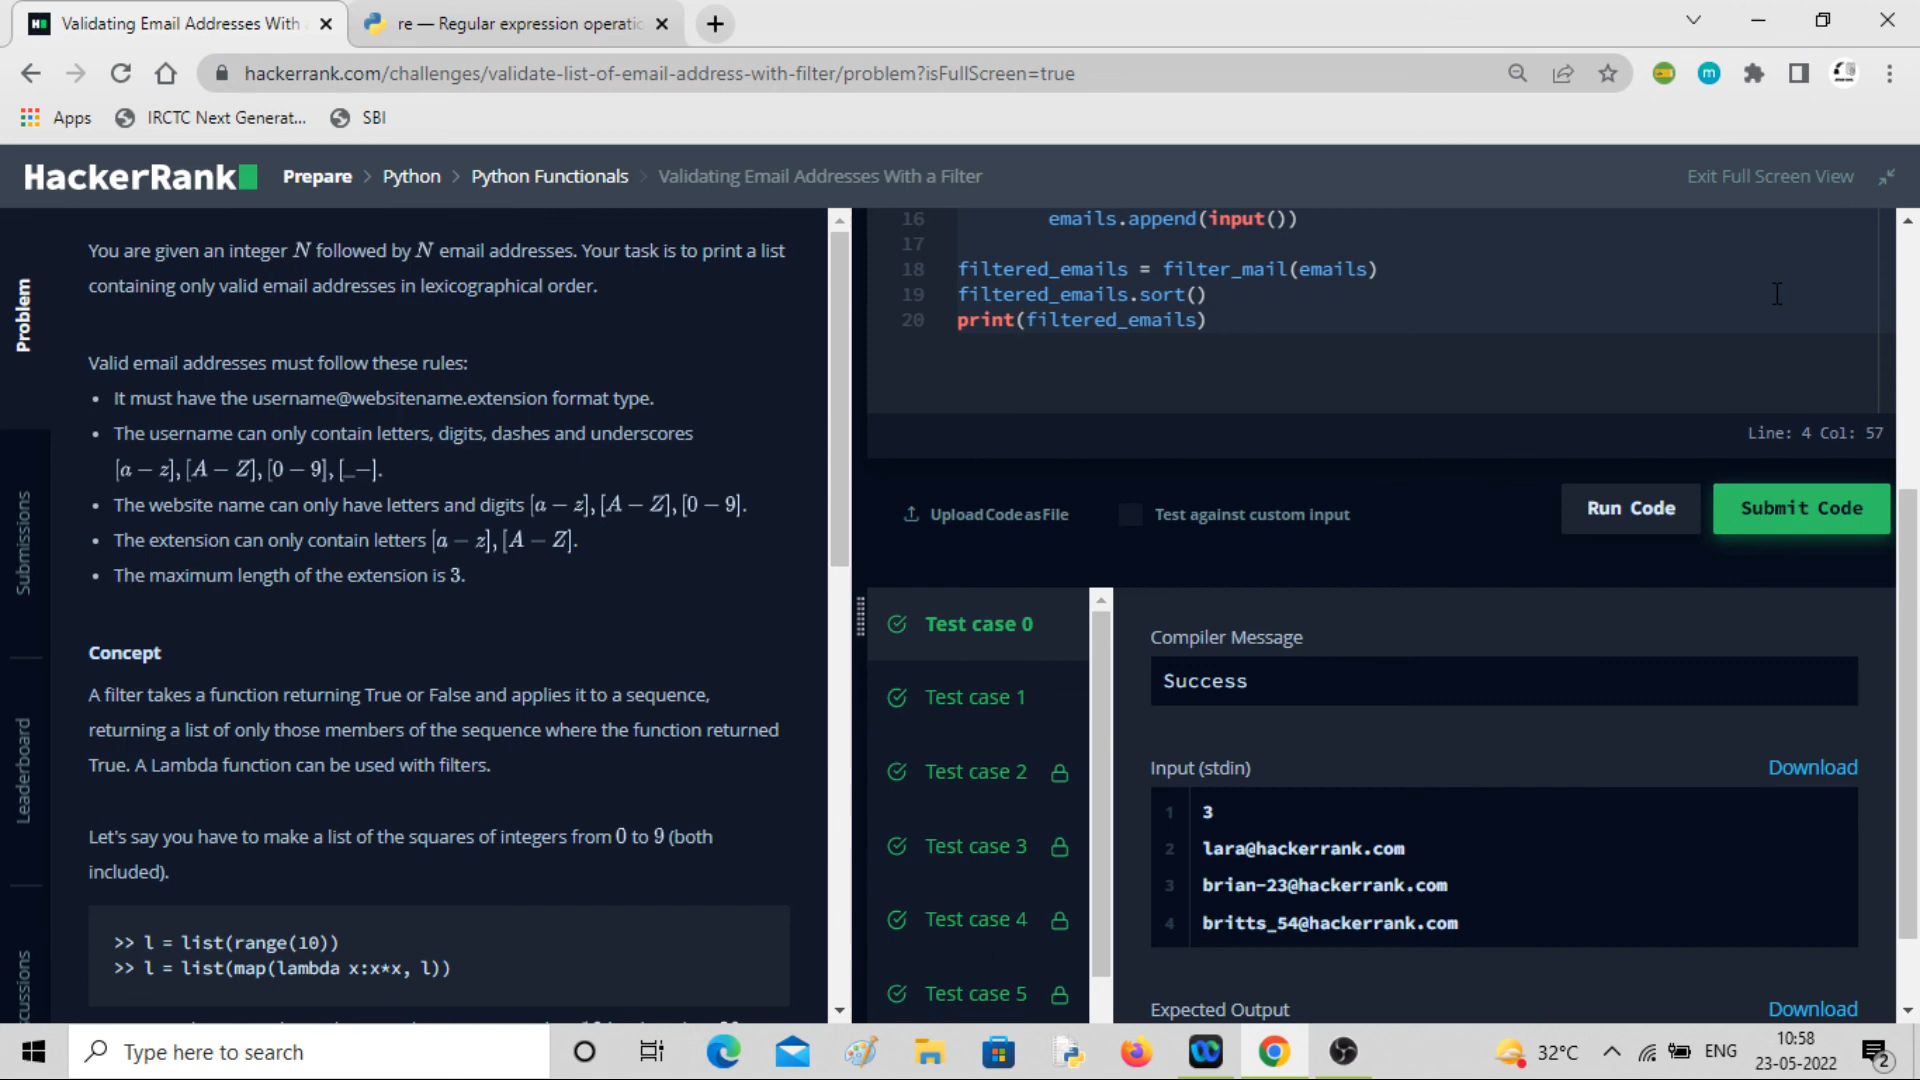 Validating Email Addresses With
re — Regular expression operatio
hackerrank.com/challenges/validate-list-of-email-address-with-filter/problem?isFullScreen=true
m
Apps
IRCTC Next Generat...
SBI
HackerRank
Prepare > Python > Python Functionals > Validating Email Addresses With a Filter
Exit Full Screen View
Problem
Submissions
Leaderboard
cussions
You are given an integer N followed by N email addresses. Your task is to print a list
containing only valid email addresses in lexicographical order.
Valid email addresses must follow these rules:
• It must have the username@websitename.extension format type.
• The username can only contain letters, digits, dashes and underscores
[a − z], [A − Z], [0 − 9], [_−].
• The website name can only have letters and digits [a − z], [A − Z], [0 − 9].
• The extension can only contain letters [a − z], [A − Z].
• The maximum length of the extension is 3.
Concept
A filter takes a function returning True or False and applies it to a sequence,
returning a list of only those members of the sequence where the function returned
True. A Lambda function can be used with filters.
Let's say you have to make a list of the squares of integers from 0 to 9 (both
included).
>> l = list(range(10))
>> l = list(map(lambda x:x*x, l))
16 emails.append(input())
17
18 filtered_emails = filter_mail(emails)
19 filtered_emails.sort()
20 print(filtered_emails)
Line: 4 Col: 57
Upload Code as File
Test against custom input
Run Code
Submit Code
Test case 0
Test case 1
Test case 2
Test case 3
Test case 4
Test case 5
Compiler Message
Success
Input (stdin)
Download
1 3
2 lara@hackerrank.com
3 brian-23@hackerrank.com
4 britts_54@hackerrank.com
Expected Output
Download
Type here to search
32°C
ENG
10:58
23-05-2022
2